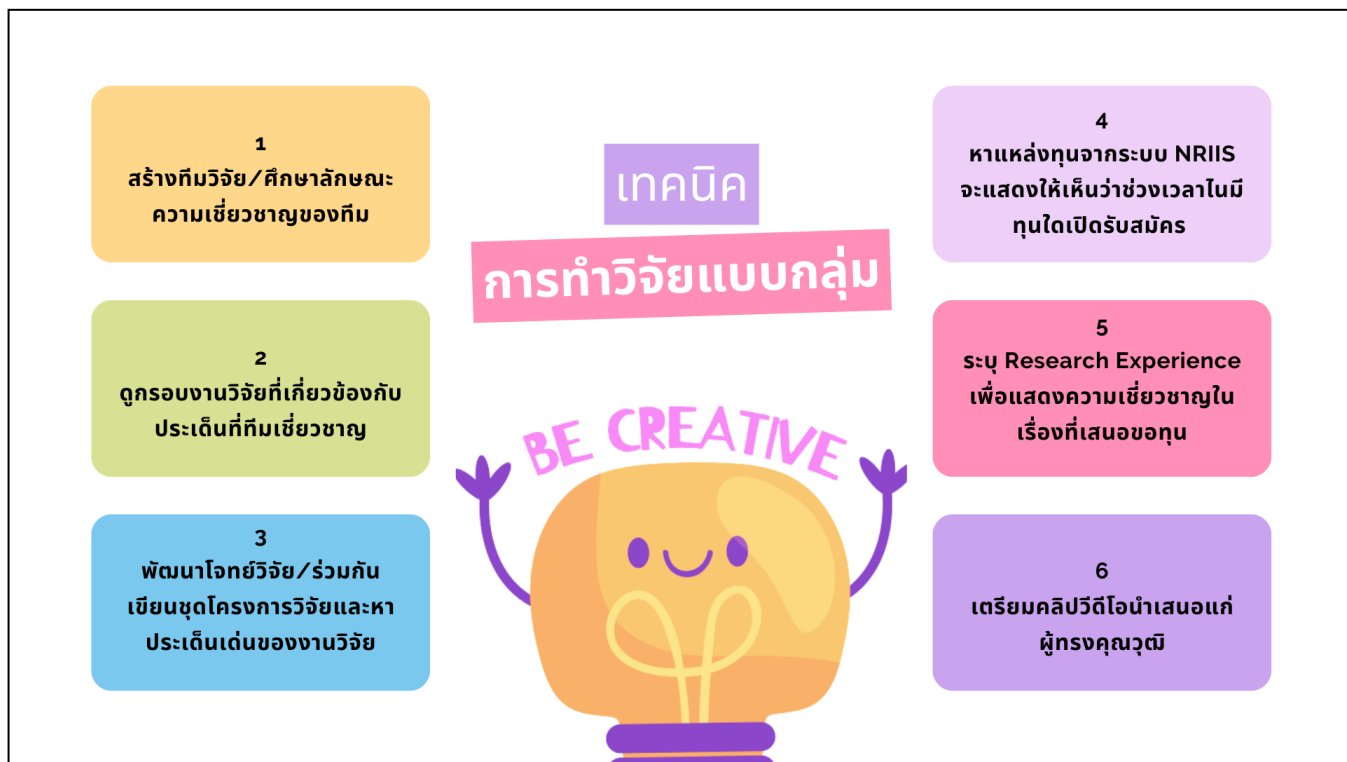 เทคนิค
การทำวิจัยแบบกลุ่ม
BE CREATIVE
1
สร้างทีมวิจัย/ศึกษาลักษณะ
ความเชี่ยวชาญของทีม
2
ดูกรอบงานวิจัยที่เกี่ยวข้องกับ
ประเด็นที่ทีมเชี่ยวชาญ
3
พัฒนาโจทย์วิจัย/ร่วมกัน
เขียนชุดโครงการวิจัยและหา
ประเด็นเด่นของงานวิจัย
4
หาแหล่งทุนจากระบบ NRIIS
จะแสดงให้เห็นว่าช่วงเวลาไนมี
ทุนใดเปิดรับสมัคร
5
ระบุ Research Experience
เพื่อแสดงความเชี่ยวชาญใน
เรื่องที่เสนอขอทุน
6
เตรียมคลิปวีดีโอนำเสนอแก่
ผู้ทรงคุณวุฒิ